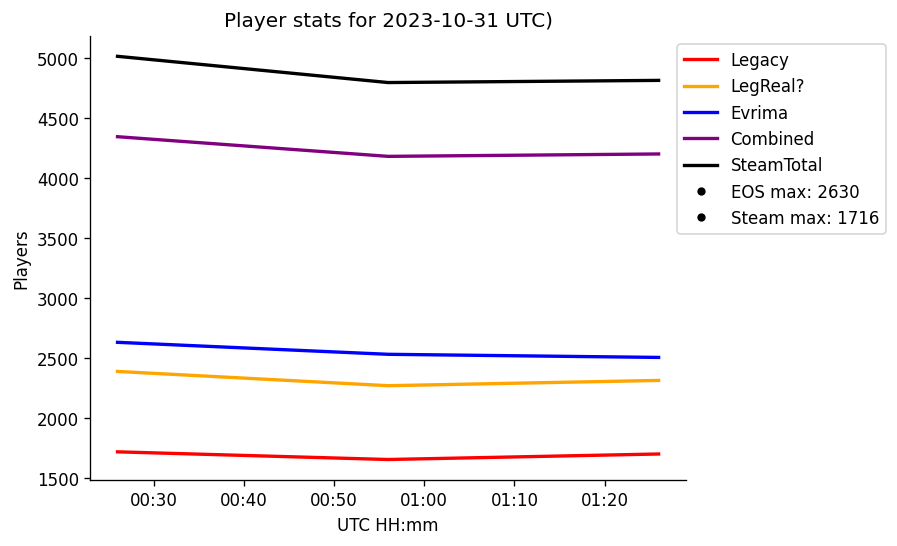 Player stats for 2023-10-31 UTC)
5000
4500
4000
3500
3000
2500
2000
1500
Players
00:30 00:40 00:50 01:00 01:10 01:20
UTC HH:mm
Legacy
LegReal?
Evrima
Combined
SteamTotal
EOS max: 2630
Steam max: 1716